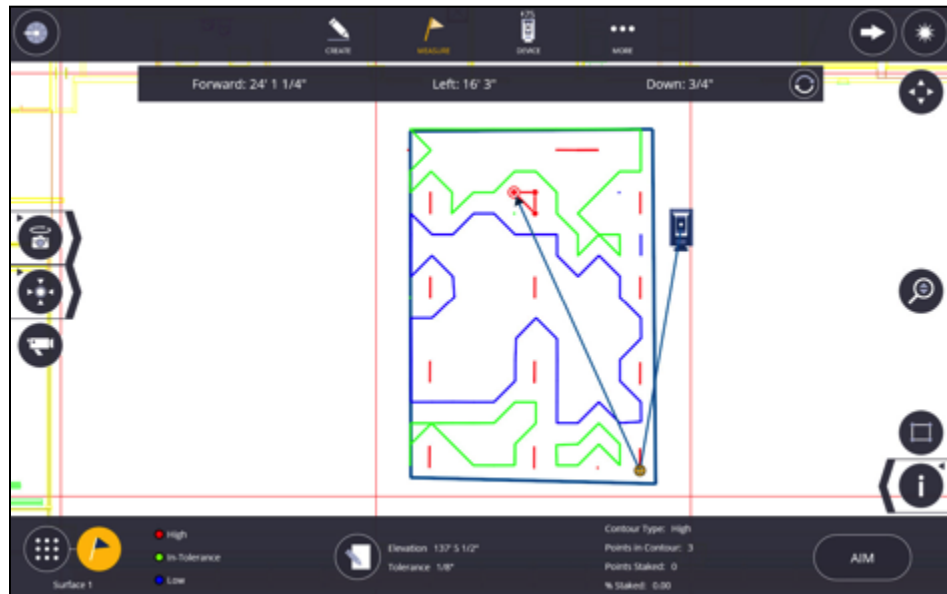 CREATE
MEASURE
DEVICE
MORE
Forward: 24' 1 1/4"
Left: 16' 3"
Down: 3/4"
High
In-Tolerance
Low
Surface 1
Elevation 137' 5 1/2"
Tolerance 1/8"
Contour Type: High
Points in Contour: 3
Points Staked: 0
% Staked: 0.00
AIM
i